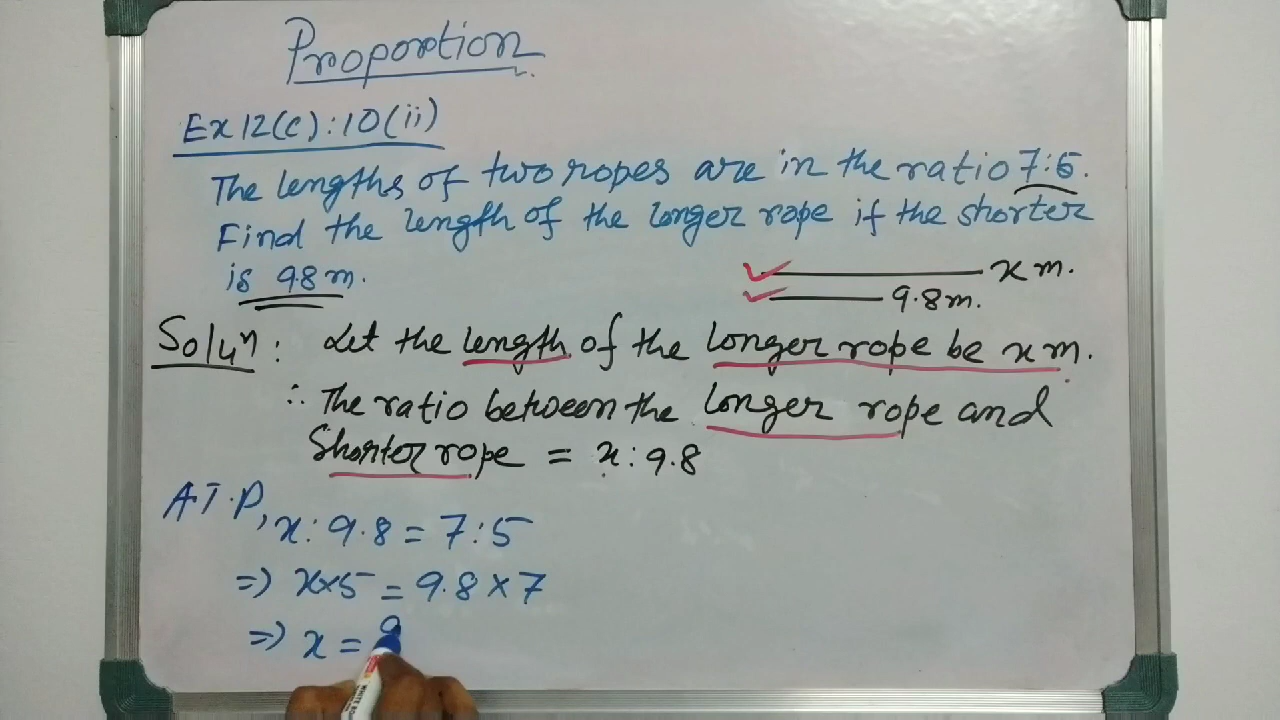 Proportion
Ex 12(c):10(ii)
The lengths of two ropes are in the ratio 7:5.
Find the length of the longer rope if the shorter
is 9.8 m.
x m.
9.8 m.
Soluⁿ: Let the length of the longer rope be x m.
∴ The ratio between the longer rope and
Shorter rope = x:9.8
A.T.P, x:9.8 = 7:5
=> x×5 = 9.8×7
=> x = 9